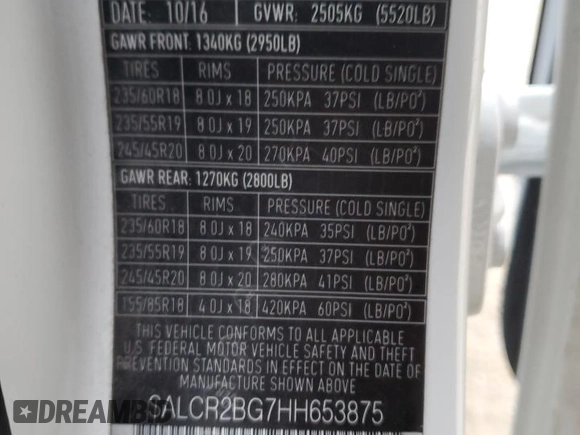 DATE: 10/16 GVWR: 2505KG (5520LB)
GAWR FRONT: 1340KG (2950LB)
TIRES RIMS PRESSURE (COLD SINGLE)
235/60R18 8.0J x 18 250KPA 37PSI (LB/PO²)
235/55R19 8.0J x 19 250KPA 37PSI (LB/PO²)
245/45R20 8.0J x 20 270KPA 40PSI (LB/PO²)
GAWR REAR: 1270KG (2800LB)
TIRES RIMS PRESSURE (COLD SINGLE)
235/60R18 8.0J x 18 240KPA 35PSI (LB/PO²)
235/55R19 8.0J x 19 250KPA 37PSI (LB/PO²)
245/45R20 8.0J x 20 280KPA 41PSI (LB/PO²)
155/85R18 4.0J x 18 420KPA 60PSI (LB/PO²)
THIS VEHICLE CONFORMS TO ALL APPLICABLE
U.S. FEDERAL MOTOR VEHICLE SAFETY AND THEFT
PREVENTION STANDARDS IN EFFECT ON THE DATE
OF MANUFACTURE SHOWN ABOVE.
SALCR2BG7HH653875
DREAMBID